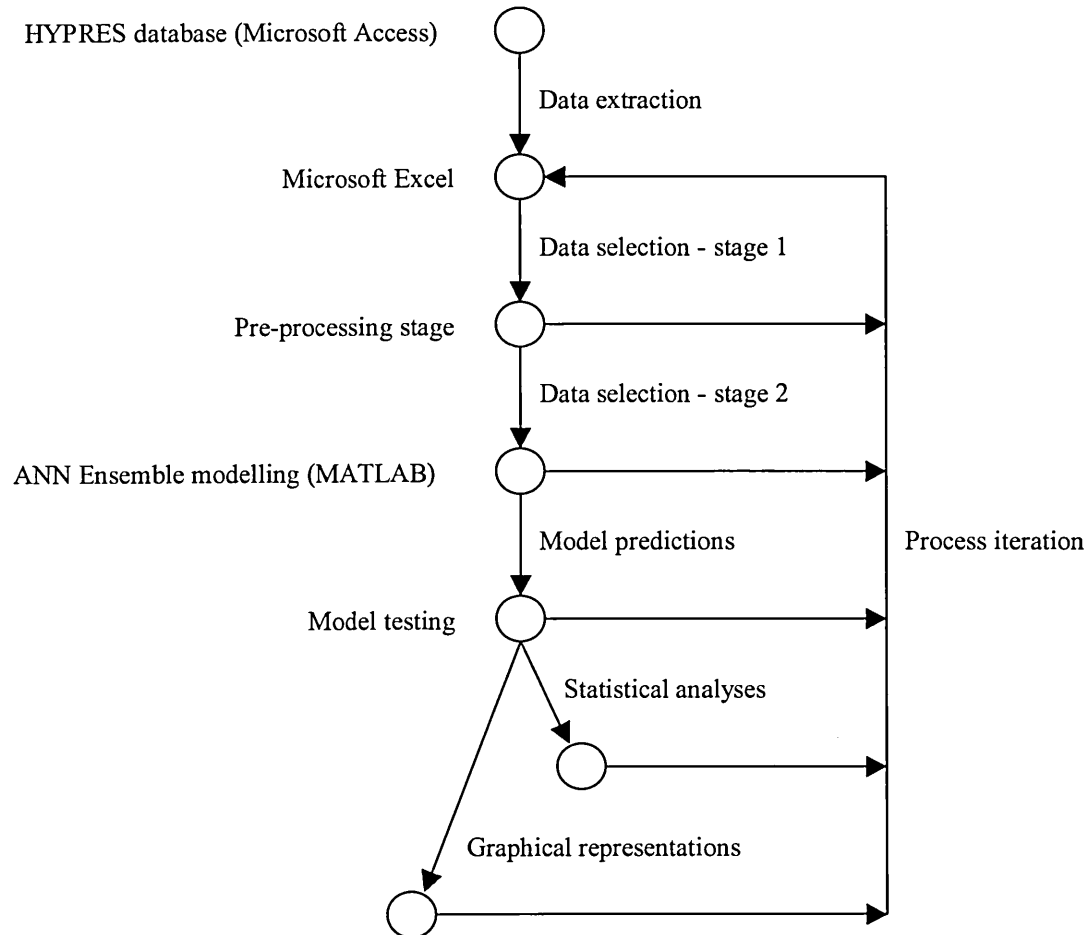 HYPRES database (Microsoft Access)
Data extraction
Microsoft Excel
Data selection - stage 1
Pre-processing stage
Data selection - stage 2
ANN Ensemble modelling (MATLAB)
Model predictions
Process iteration
Model testing
Statistical analyses
Graphical representations